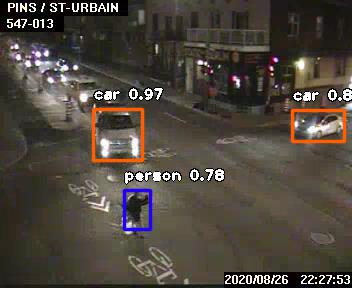 PINS / ST-URBAIN
547-013
car 0.97
car 0.8
person 0.78
2020/08/26 22:27:53